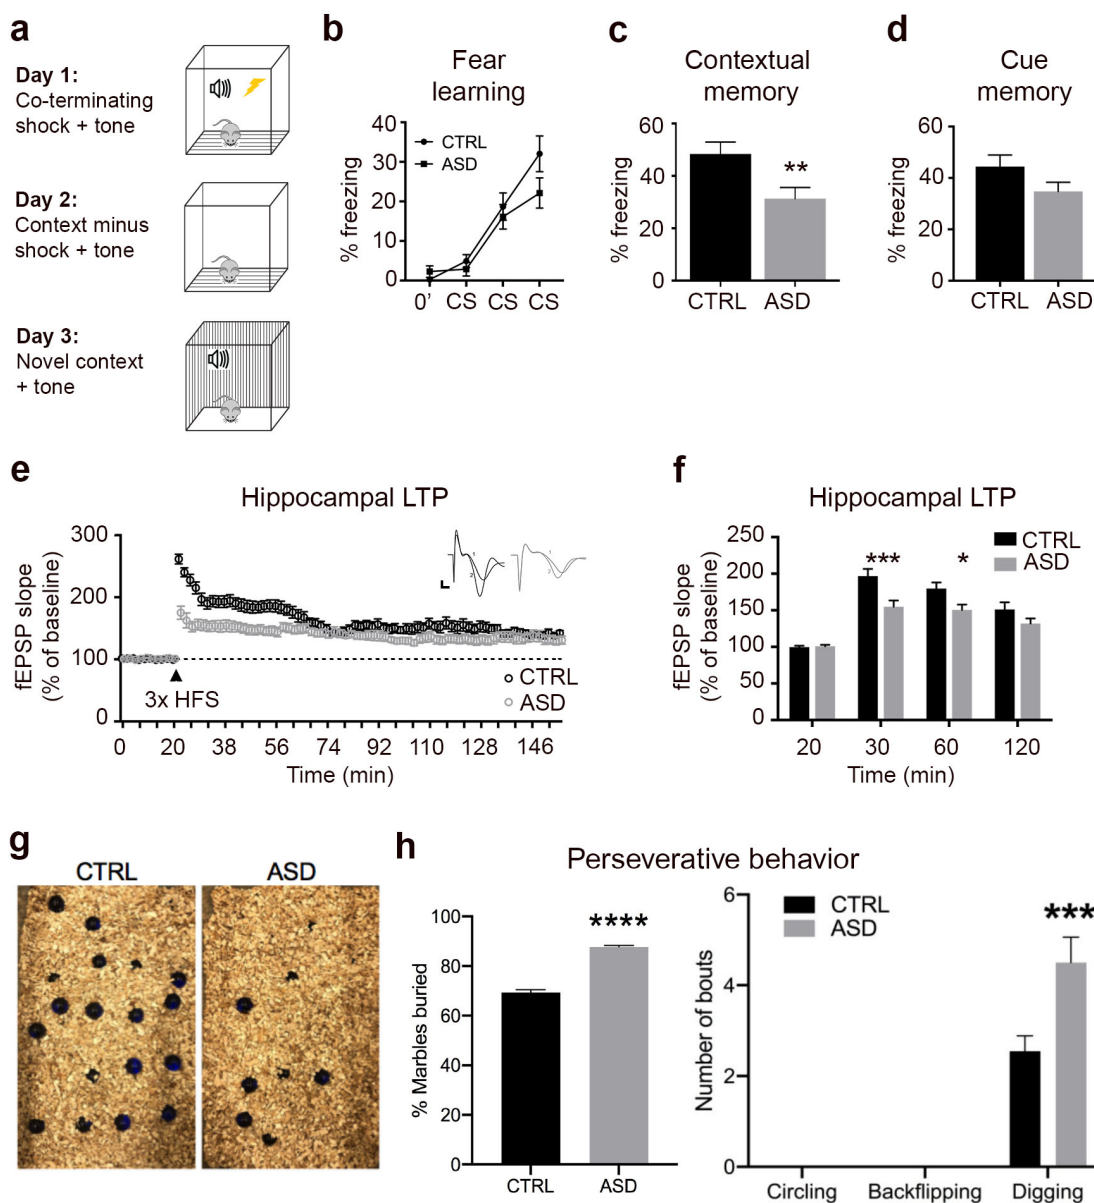 a
Day 1:
Co-terminating
shock + tone
Day 2:
Context minus
shock + tone
Day 3:
Novel context
+ tone
b
Fear
learning
% freezing
40
30
20
10
0
CTRL
ASD
0'
CS
CS
CS
c
Contextual
memory
% freezing
60
40
20
0
**
CTRL
ASD
d
Cue
memory
% freezing
60
40
20
0
CTRL
ASD
e
Hippocampal LTP
fEPSP slope
(% of baseline)
300
200
100
0
1
2
1
2
3x HFS
CTRL
ASD
0 20 38 56 74 92 110 128 146
Time (min)
f
Hippocampal LTP
fEPSP slope
(% of baseline)
250
200
150
100
50
0
***
*
CTRL
ASD
20 30 60 120
Time (min)
g
CTRL
ASD
h
Perseverative behavior
% Marbles buried
100
80
60
40
20
0
****
CTRL
ASD
Number of bouts
6
4
2
0
CTRL
ASD
***
Circling
Backflipping
Digging